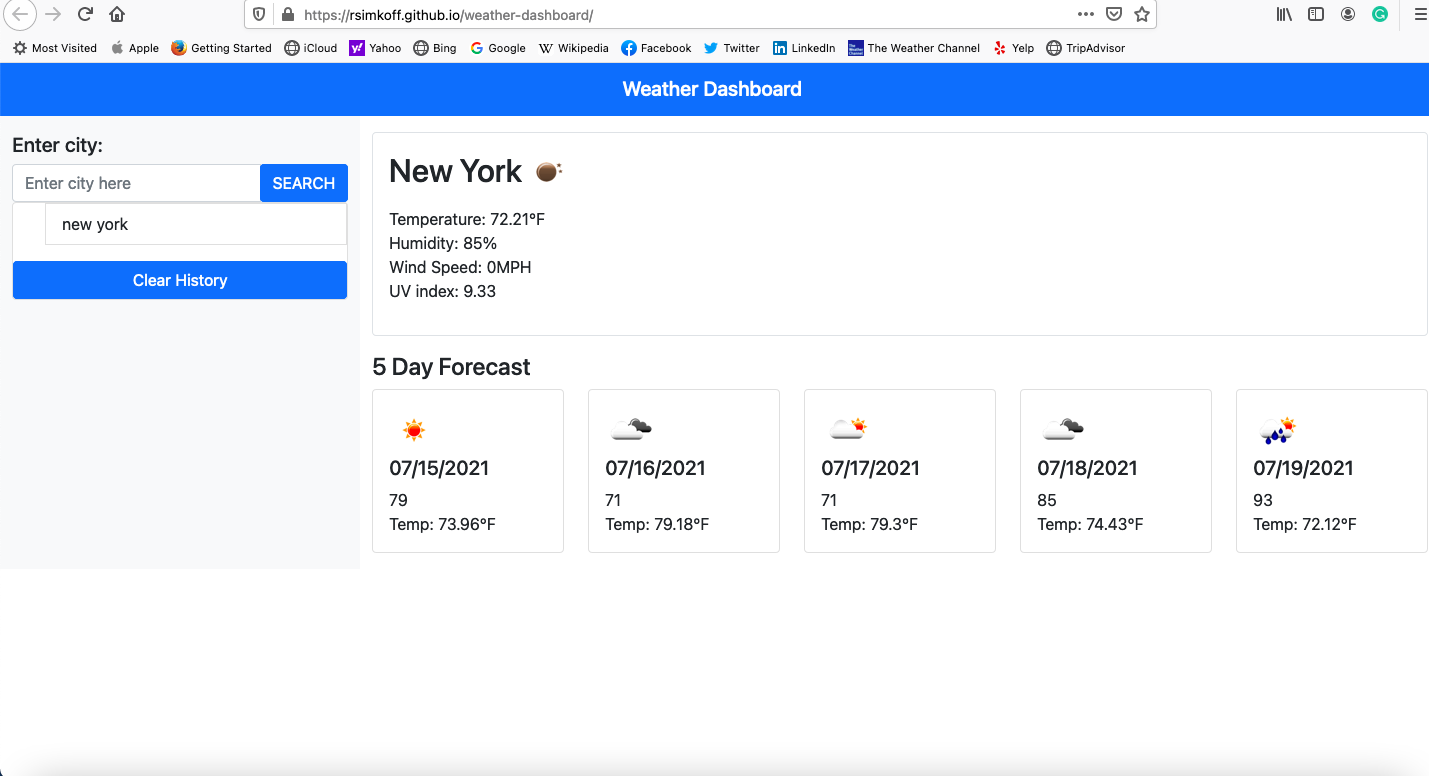 https://rsimkoff.github.io/weather-dashboard/
Most Visited Apple Getting Started iCloud Yahoo Bing Google Wikipedia Facebook Twitter LinkedIn The Weather Channel Yelp TripAdvisor
Weather Dashboard
Enter city:
Enter city here SEARCH
new york
Clear History
New York
Temperature: 72.21°F
Humidity: 85%
Wind Speed: 0MPH
UV index: 9.33
5 Day Forecast
07/15/2021
79
Temp: 73.96°F
07/16/2021
71
Temp: 79.18°F
07/17/2021
71
Temp: 79.3°F
07/18/2021
85
Temp: 74.43°F
07/19/2021
93
Temp: 72.12°F